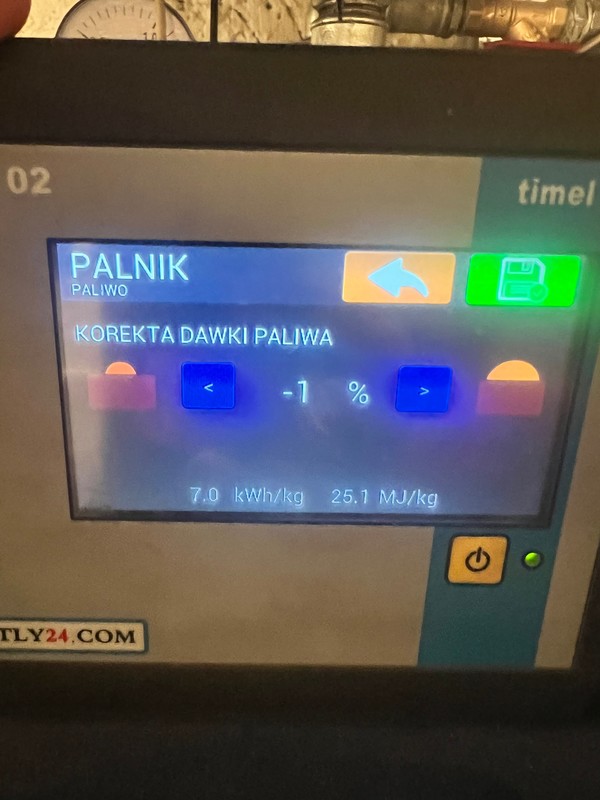 02
timel
PALNIK
PALIWO
KOREKTA DAWKI PALIWA
< -1 % >
7.0 kWh/kg 25.1 MJ/kg
TLY24.COM